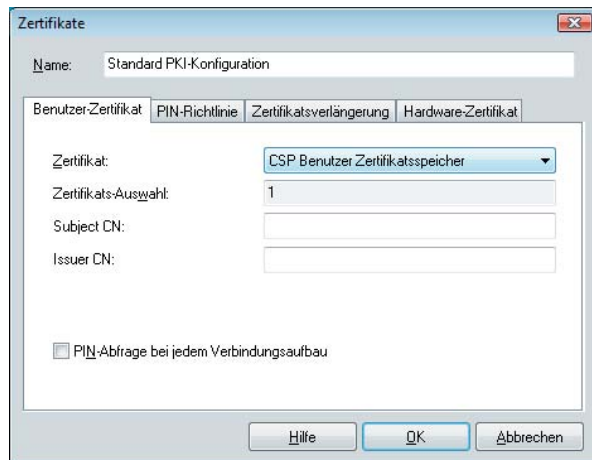 Zertifikate
Name: Standard PKI-Konfiguration
Benutzer-Zertifikat PIN-Richtlinie Zertifikatsverlängerung Hardware-Zertifikat
Zertifikat: CSP Benutzer Zertifikatsspeicher
Zertifikats-Auswahl: 1
Subject CN:
Issuer CN:
PIN-Abfrage bei jedem Verbindungsaufbau
Hilfe OK Abbrechen